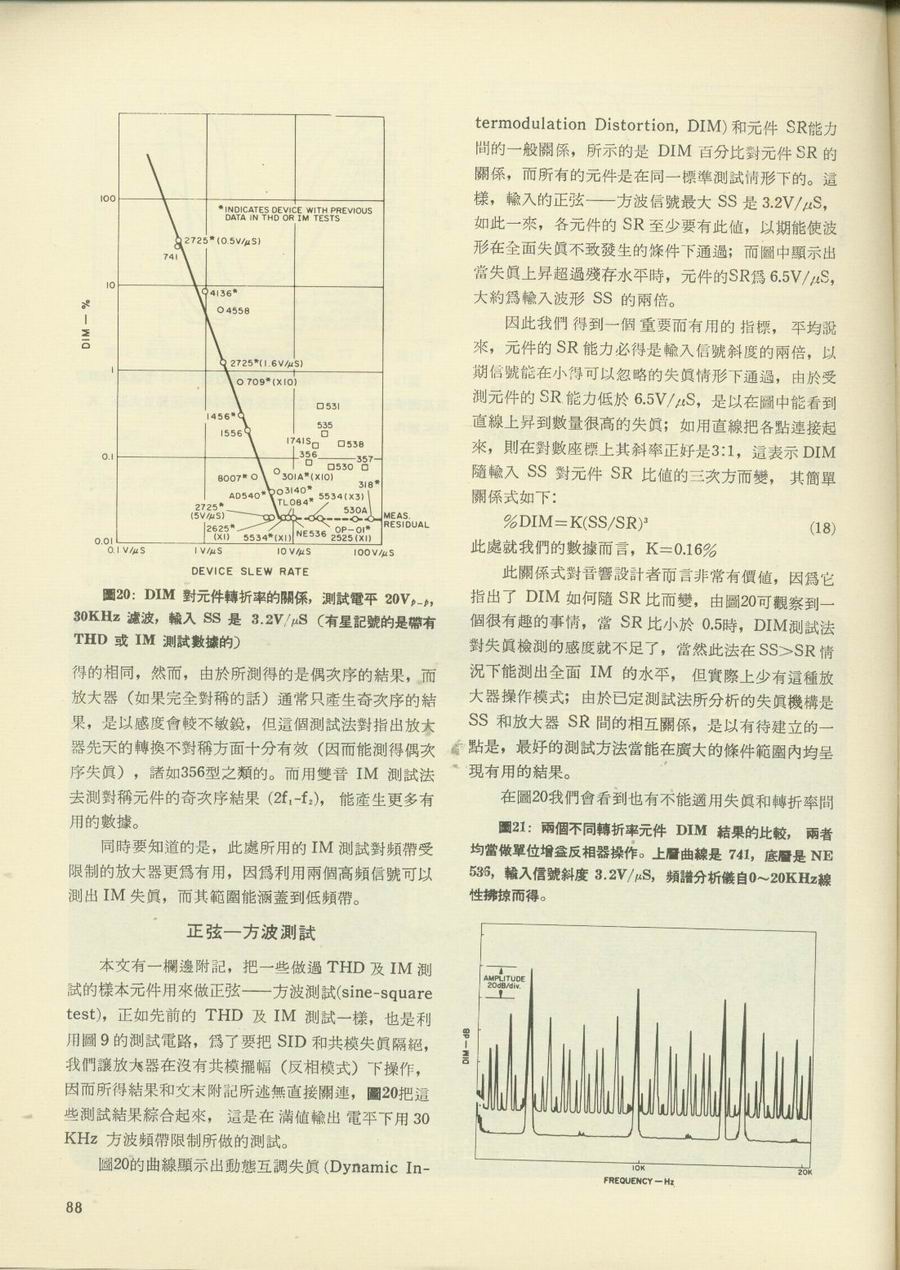 100
10
1
0.1
0.01
DIM — %
*INDICATES DEVICE WITH PREVIOUS
DATA IN THD OR IM TESTS
2725*(0.5V/μS)
741
4136*
4558
2725*(1.6V/μS)
709*(X10)
531
1456*
1556
535
1741S
538
356
530
357
8007*
301A*(X10)
318*
AD540*
3140*
TL084*
5534(X3)
2725*
(5V/μS)
530A
MEAS.
RESIDUAL
2625*
(X1)
5534*(X1)
NE536
OP-01*
2525(X1)
0.1V/μS
1V/μS
10V/μS
100V/μS
DEVICE SLEW RATE
圖20：DIM 對元件轉折率的關係，測試電平 20Vp-p,
30KHz 濾波，輸入 SS 是 3.2V/μS（有星記號的是帶有
THD 或 IM 測試數據的）
得的相同，然而，由於所測得的是偶次序的結果，而
放大器（如果完全對稱的話）通常只產生奇次序的結
果，是以感度會較不敏銳，但這個測試法對指出放大
器先天的轉換不對稱方面十分有效（因而能測得偶次
序失眞），諸如356型之類的。而用雙音 IM 測試法
去測對稱元件的奇次序結果 (2f₁-f₂)， 能產生更多有
用的數據。
同時要知道的是，此處所用的 IM 測試對頻帶受
限制的放大器更爲有用，因爲利用兩個高頻信號可以
測出 IM 失眞，而其範圍能涵蓋到低頻帶。
正弦—方波測試
本文有一欄邊附記，把一些做過 THD 及 IM 測
試的樣本元件用來做正弦——方波測試(sine-square
test)，正如先前的 THD 及 IM 測試一樣，也是利
用圖 9 的測試電路，爲了要把 SID 和共模失眞隔絕，
我們讓放大器在沒有共模擺幅（反相模式）下操作，
因而所得結果和文末附記所述無直接關連，圖20把這
些測試結果綜合起來， 這是在 滿值輸出 電平下用 30
KHz 方波頻帶限制所做的測試。
圖20的曲線顯示出動態互調失眞(Dynamic In-
88
termodulation Distortion, DIM)和元件 SR能力
間的一般關係，所示的是 DIM 百分比對元件 SR 的
關係，而所有的元件是在同一標準測試情形下的。這
樣，輸入的正弦——方波信號最大 SS 是 3.2V/μS，
如此一來，各元件的 SR 至少要有此值，以期能使波
形在全面失眞不致發生的條件下通過；而圖中顯示出
當失眞上昇超過殘存水平時，元件的SR爲 6.5V/μS，
大約爲輸入波形 SS 的兩倍。
因此我們 得到一個 重要而有用的 指標， 平均說
來，元件的 SR 能力必得是輸入信號斜度的兩倍，以
期信號能在小得可以忽略的失眞情形下通過，由於受
測元件的 SR 能力低於 6.5V/μS，是以在圖中能看到
直線上昇到數量很高的失眞；如用直線把各點連接起
來，則在對數座標上其斜率正好是3:1，這表示 DIM
隨輸入 SS 對元件 SR 比値的三次方而變， 其簡單
關係式如下：
%DIM=K(SS/SR)³ (18)
此處就我們的數據而言，K=0.16%
此關係式對音響設計者而言非常有價値，因爲它
指出了 DIM 如何隨 SR 比而變，由圖20可觀察到一
個很有趣的事情，當 SR 比小於 0.5時，DIM測試法
對失眞檢測的感度就不足了，當然此法在 SS>SR 情
況下能測出全面 IM 的水平， 但實際上少有這種放
大器操作模式；由於已定測試法所分析的失眞機構是
SS 和放大器 SR 間的相互關係，是以有待建立的一
點是，最好的測試方法當能在廣大的條件範圍內均呈
現有用的結果。
在圖20我們會看到也有不能適用失眞和轉折率間
圖21：兩個不同轉折率元件 DIM 結果的比較， 兩者
均當做單位增益反相器操作。上層曲線是 741，底層是 NE
536，輸入信號斜度 3.2V/μS，頻譜分析儀自0～20KHz線
性拂掠而得。
AMPLITUDE
20dB/div.
DIM — dB
10K
20K
FREQUENCY — Hz